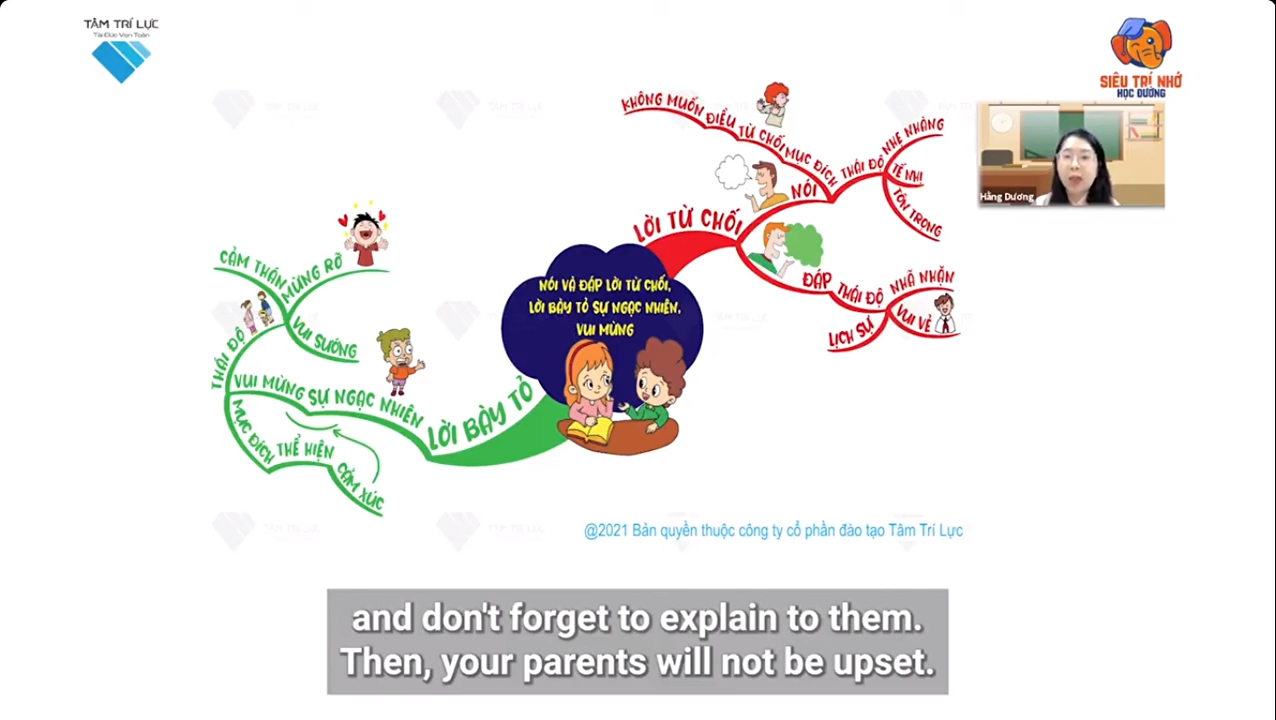 TÂM TRÍ LỰC
Tài Đức Vẹn Toàn
SIÊU TRÍ NHỚ
HỌC ĐƯỜNG
Hằng Dương
KHÔNG MUỐN
ĐIỀU
TỪ CHỐI
MỤC ĐÍCH
NÓI
THÁI ĐỘ
NHẸ NHÀNG
TẾ NHỊ
TÔN TRỌNG
LỜI TỪ CHỐI
ĐÁP
THÁI ĐỘ
NHÃ NHẶN
VUI VẺ
LỊCH SỰ
NÓI VÀ ĐÁP LỜI TỪ CHỐI,
LỜI BÀY TỎ SỰ NGẠC NHIÊN,
VUI MỪNG
CẢM THÁN
MỪNG RỠ
VUI SƯỚNG
THÁI ĐỘ
VUI MỪNG
SỰ NGẠC NHIÊN
LỜI BÀY TỎ
MỤC ĐÍCH
THỂ HIỆN
CẢM XÚC
@2021 Bản quyền thuộc công ty cổ phần đào tạo Tâm Trí Lực
and don't forget to explain to them.
Then, your parents will not be upset.